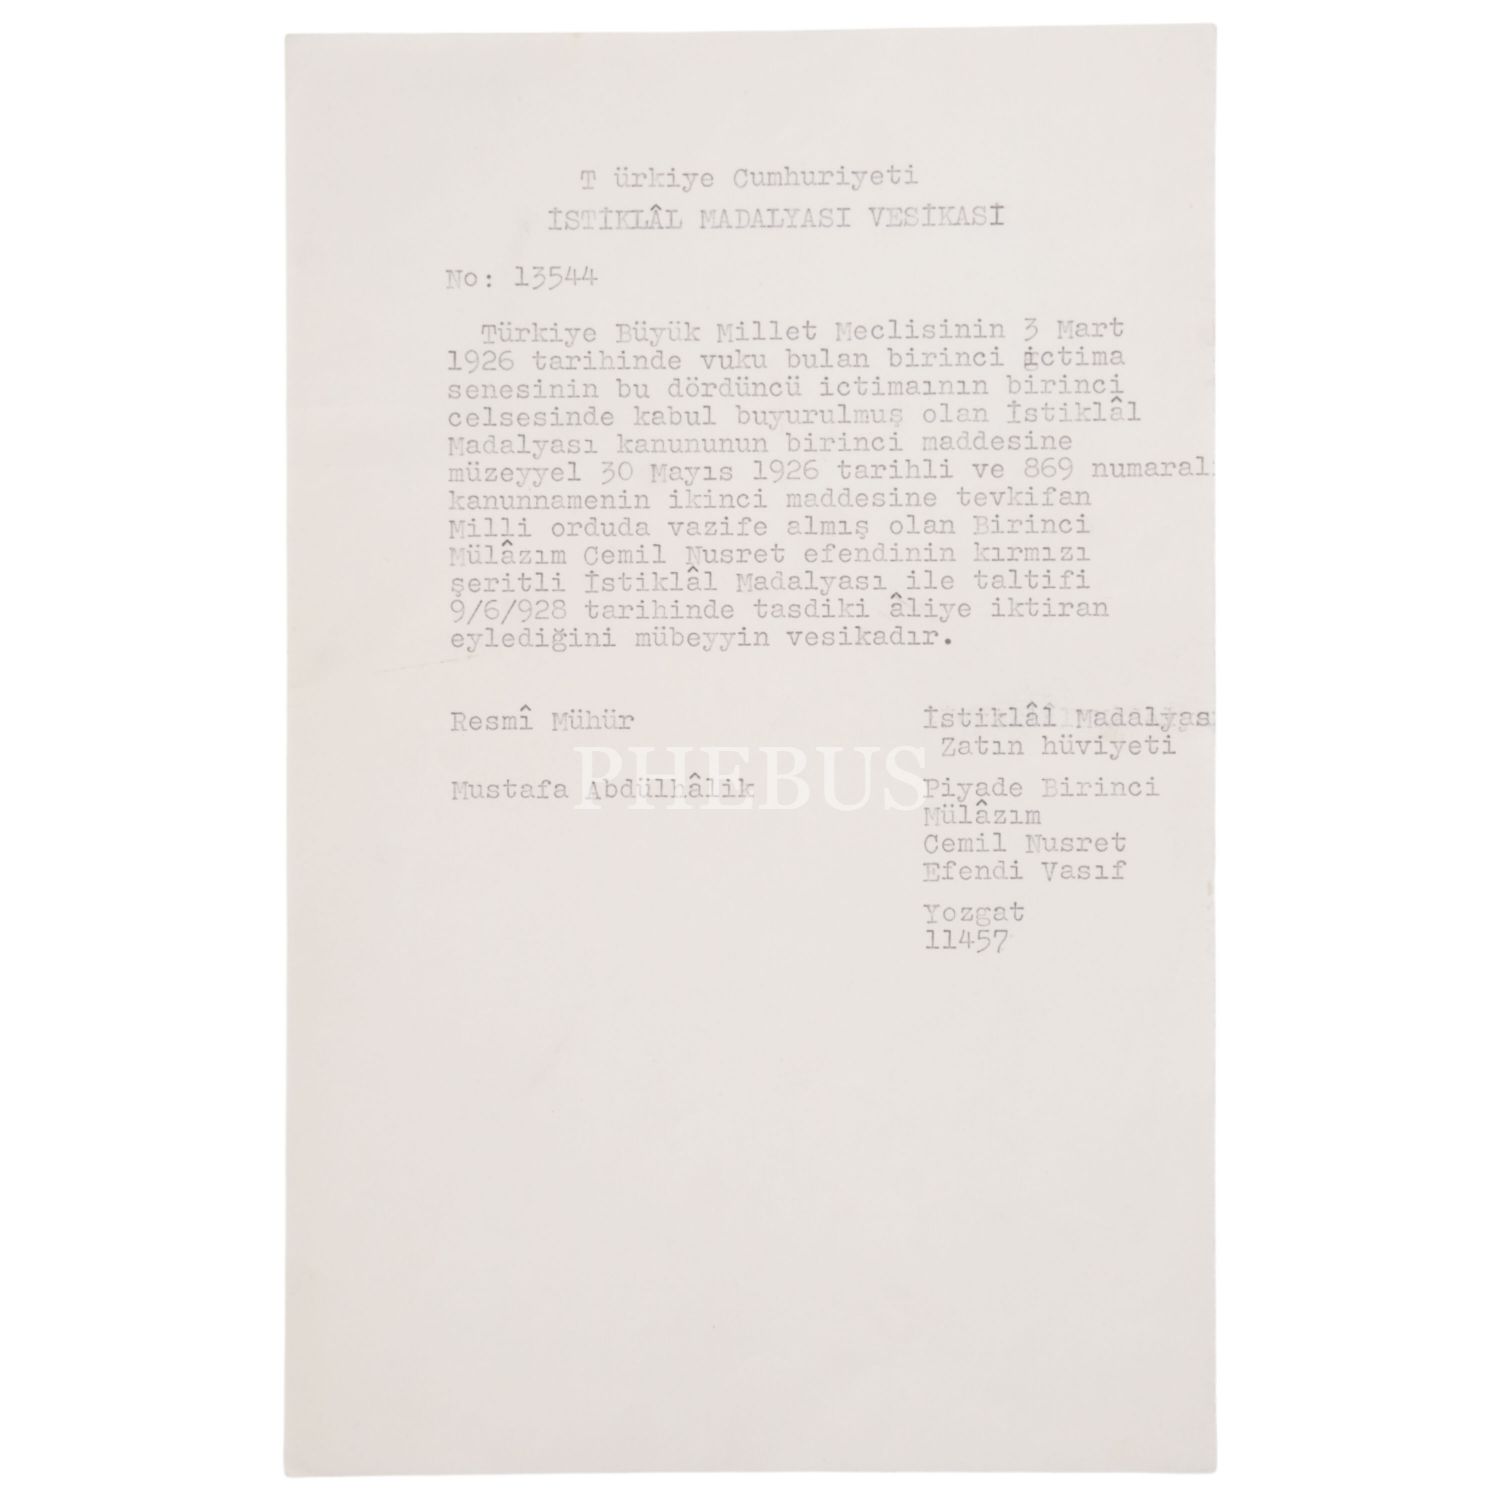 T ürkiye Cumhuriyeti
İSTİKLÂL MADALYASI VESİKASİ
No: 13544
Türkiye Büyük Millet Meclisinin 3 Mart
1926 tarihinde vuku bulan birinci ictima
senesinin bu dördüncü ictimaının birinci
celsesinde kabul buyurulmuş olan İstiklâl
Madalyası kanununun birinci maddesine
müzeyyel 30 Mayıs 1926 tarihli ve 869 numaralı
kanunnamenin ikinci maddesine tevkifan
Milli orduda vazife almış olan Birinci
Mülâzım Cemil Nusret efendinin kırmızı
şeritli İstiklâl Madalyası ile taltifi
9/6/928 tarihinde tasdiki âliye iktiran
eylediğini mübeyyin vesikadır.
Resmî Mühür
Mustafa Abdülhâlik
İstiklâl Madalyas
Zatın hüviyeti
Piyade Birinci
Mülâzım
Cemil Nusret
Efendi Vasıf
Yozgat
11457
PHEBUS